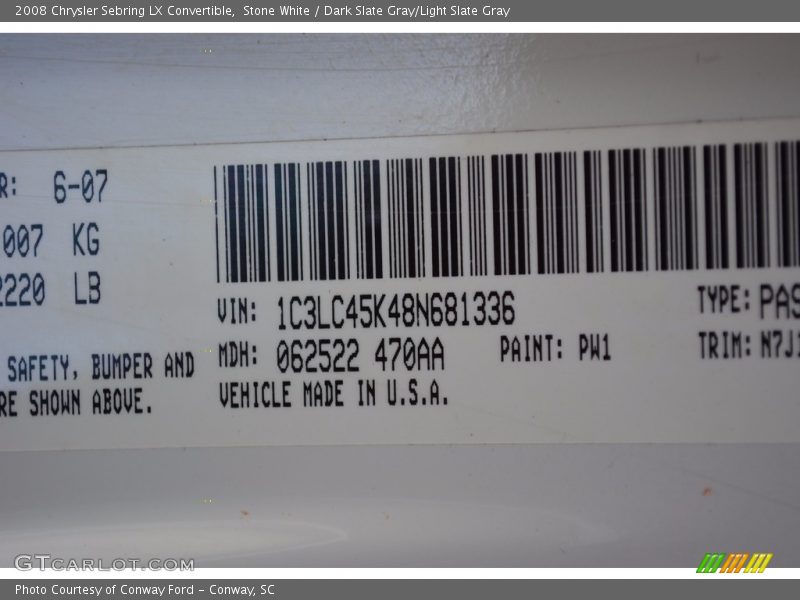 2008 Chrysler Sebring LX Convertible, Stone White / Dark Slate Gray/Light Slate Gray
R: 6-07
007 KG
2220 LB
SAFETY, BUMPER AND
RE SHOWN ABOVE.
VIN: 1C3LC45K48N681336
TYPE: PAS
MDH: 062522 470AA
PAINT: PW1
TRIM: N7J
VEHICLE MADE IN U.S.A.
GTCARLOT.COM
Photo Courtesy of Conway Ford - Conway, SC